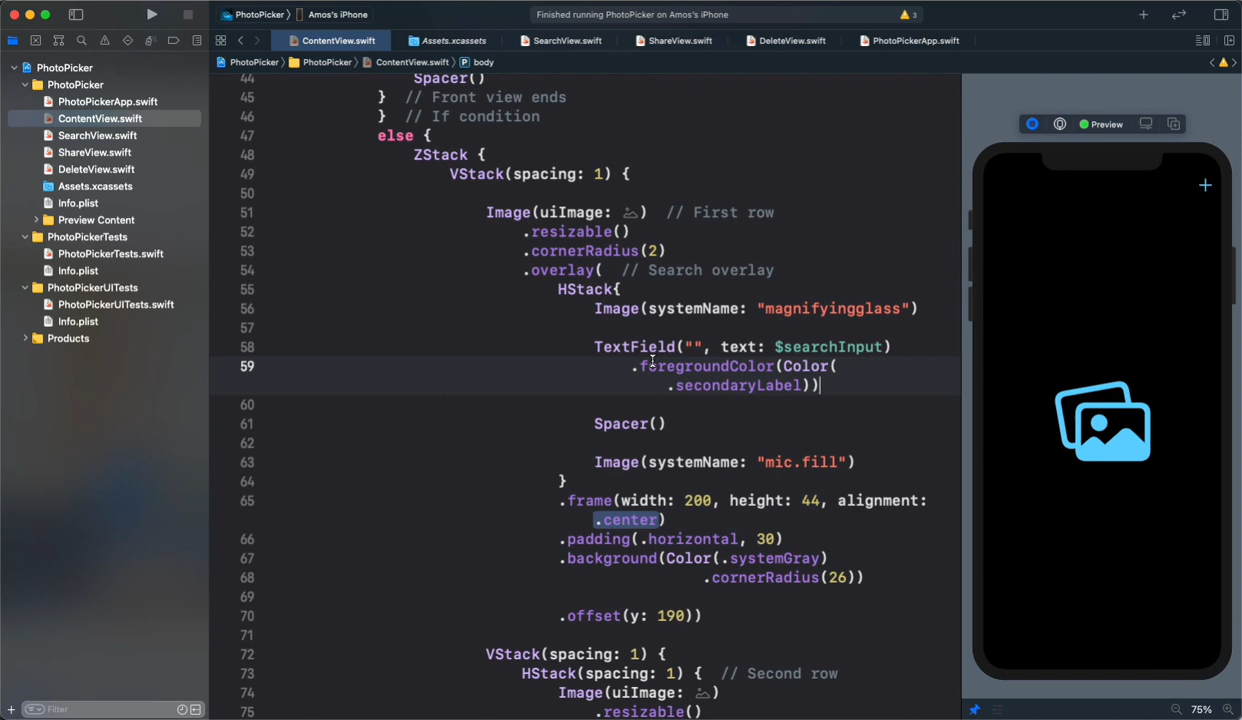 PhotoPicker 〉 Amos's iPhone
Finished running PhotoPicker on Amos's iPhone
3
ContentView.swift
Assets.xcassets
SearchView.swift
ShareView.swift
DeleteView.swift
PhotoPickerApp.swift
PhotoPicker 〉 PhotoPicker 〉 ContentView.swift 〉 P body
PhotoPicker
PhotoPicker
PhotoPickerApp.swift
ContentView.swift
SearchView.swift
ShareView.swift
DeleteView.swift
Assets.xcassets
Info.plist
Preview Content
PhotoPickerTests
PhotoPickerTests.swift
Info.plist
PhotoPickerUITests
PhotoPickerUITests.swift
Info.plist
Products
Filter
44 Spacer()
45 } // Front view ends
46 } // If condition
47 else {
48 ZStack {
49 VStack(spacing: 1) {
50
51 Image(uiImage: ) // First row
52 .resizable()
53 .cornerRadius(2)
54 .overlay( // Search overlay
55 HStack{
56 Image(systemName: "magnifyingglass")
57
58 TextField("", text: $searchInput)
59 .foregroundColor(Color(
.secondaryLabel))
60
61 Spacer()
62
63 Image(systemName: "mic.fill")
64 }
65 .frame(width: 200, height: 44, alignment:
.center)
66 .padding(.horizontal, 30)
67 .background(Color(.systemGray)
68 .cornerRadius(26))
69
70 .offset(y: 190))
71
72 VStack(spacing: 1) {
73 HStack(spacing: 1) { // Second row
74 Image(uiImage: )
75 .resizable()
Preview
75%